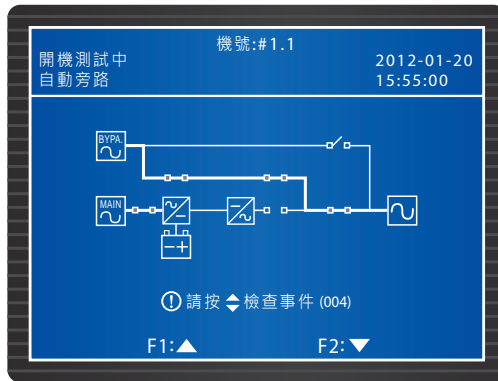 機號:#1.1
開機測試中
2012-01-20
自動旁路
15:55:00
BYPA.
MAIN
請按 檢查事件 (004)
F1:▲ F2:▼